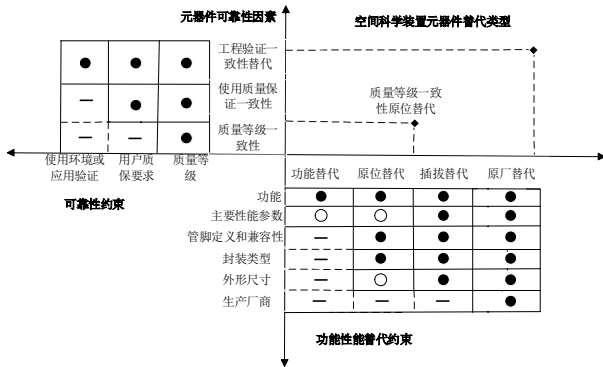 元器件可靠性因素
空间科学装置元器件替代类型
工程验证一
致性替代
使用质量保
证一致性
质量等级一
致性
质量等级一致
性原位替代
使用环境或
应用验证
用户质
保要求
质量等
级
可靠性约束
功能替代 原位替代 插拔替代 原厂替代
功能
主要性能参数
管脚定义和兼容性
封装类型
外形尺寸
生产厂商
功能性能替代约束